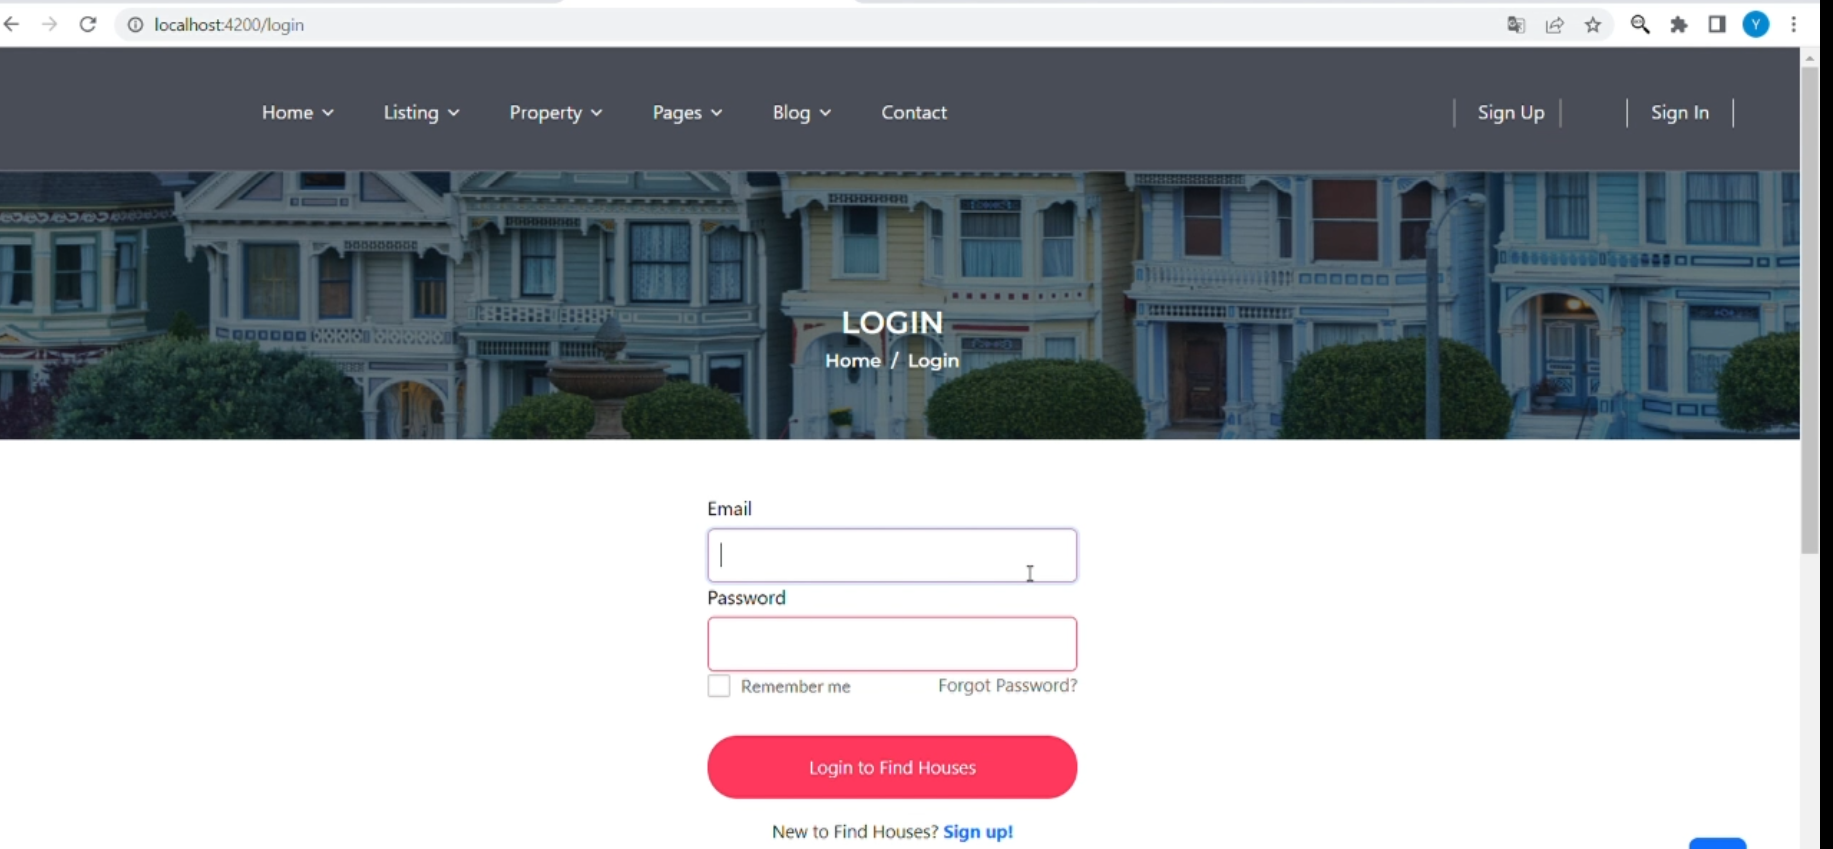 localhost:4200/login
Y
Home Listing Property Pages Blog Contact Sign Up Sign In
LOGIN
Home / Login
Email
Password
Remember me Forgot Password?
Login to Find Houses
New to Find Houses? Sign up!